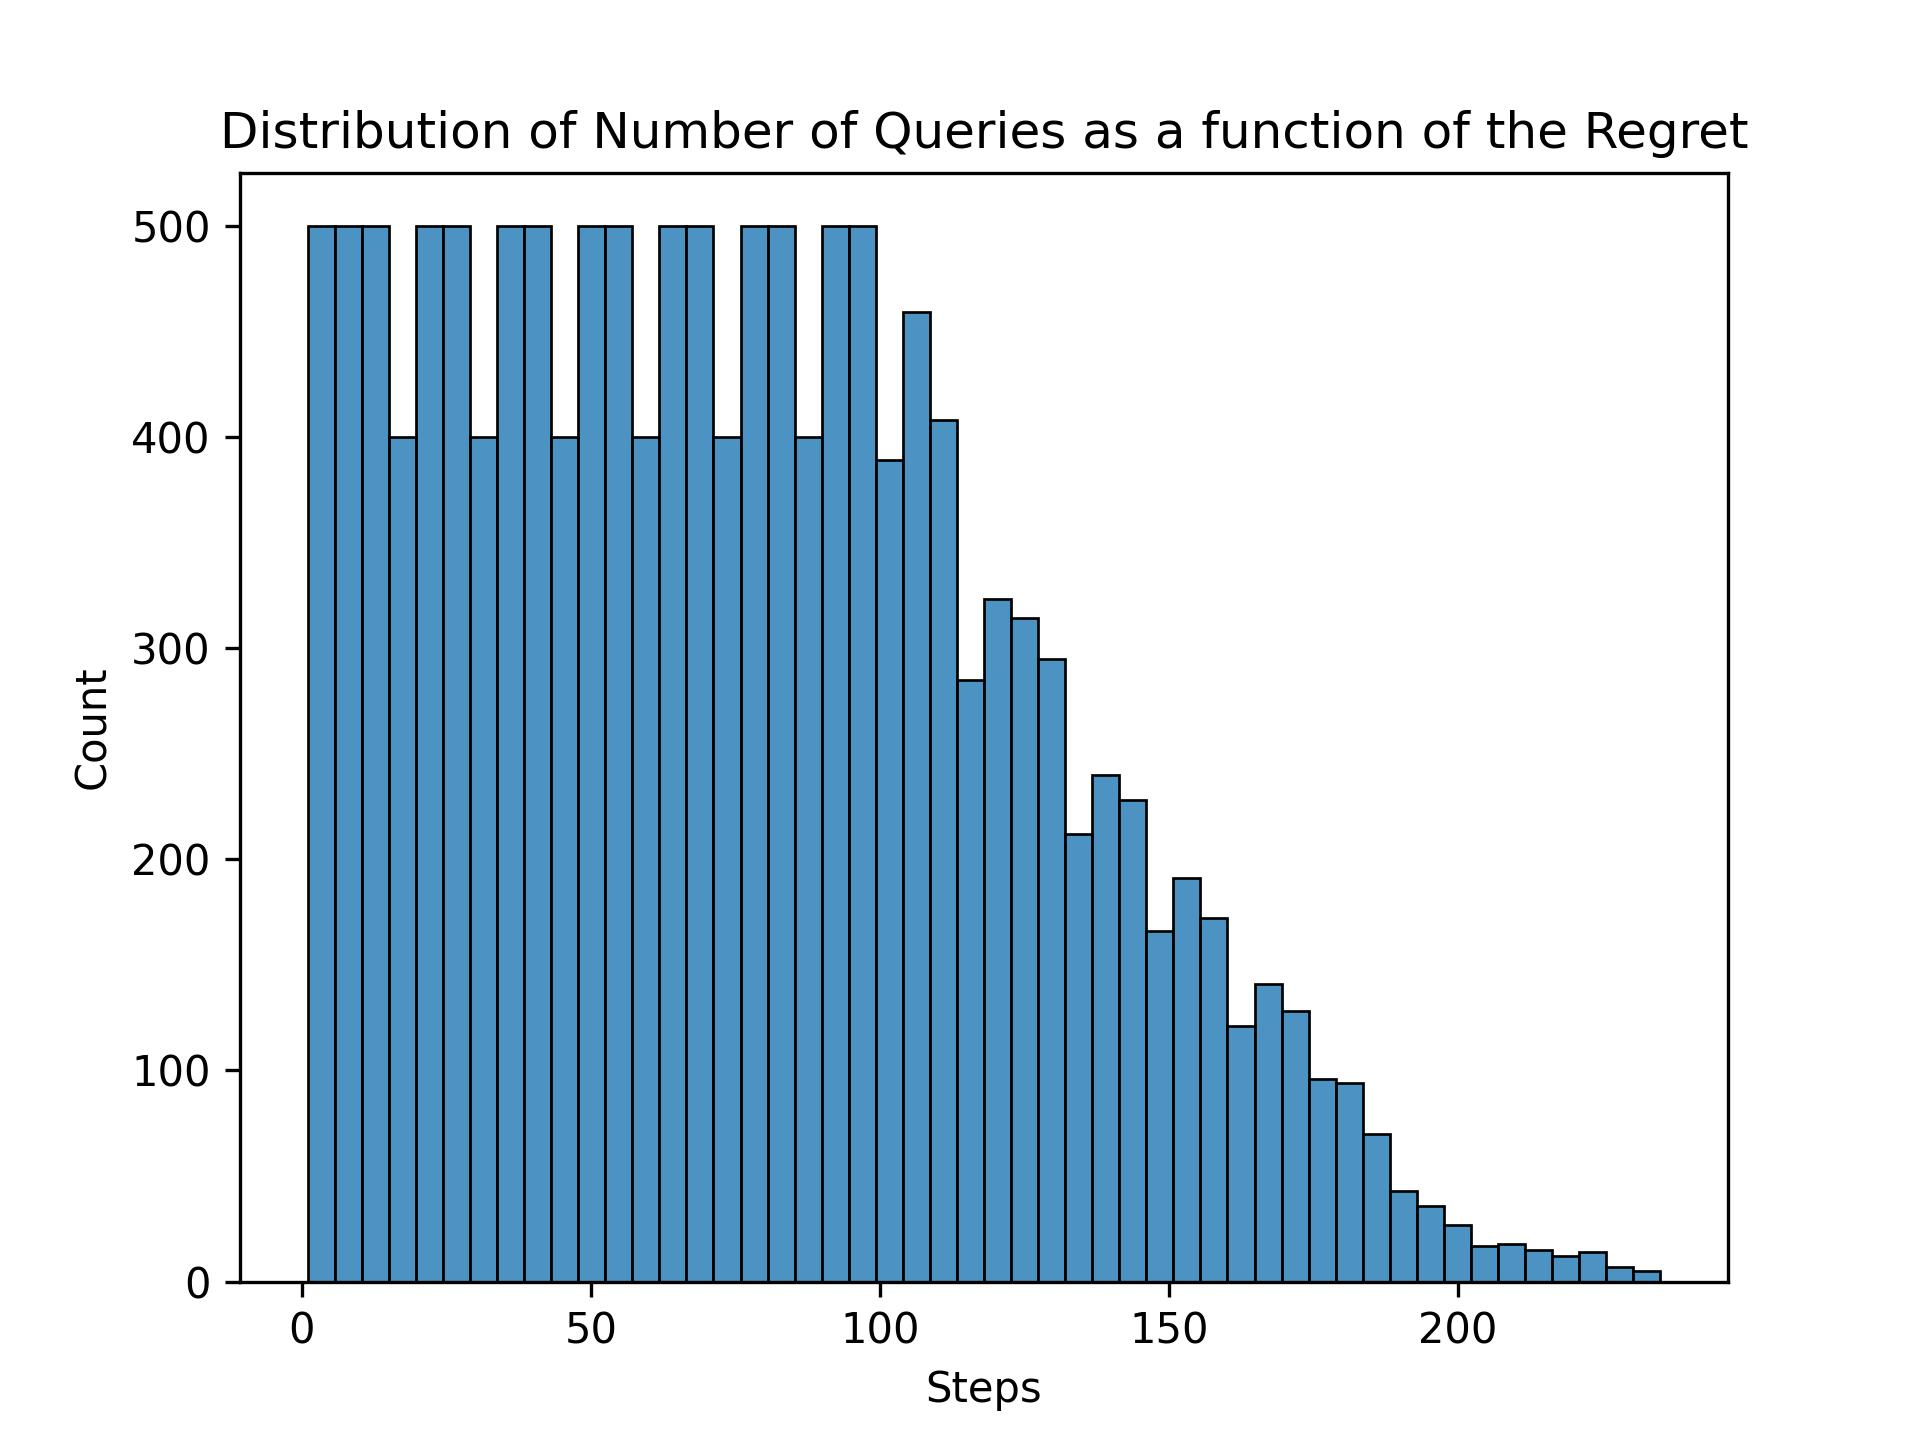 Distribution of Number of Queries as a function of the Regret
500
400
300
200
100
0
Count
0 50 100 150 200
Steps